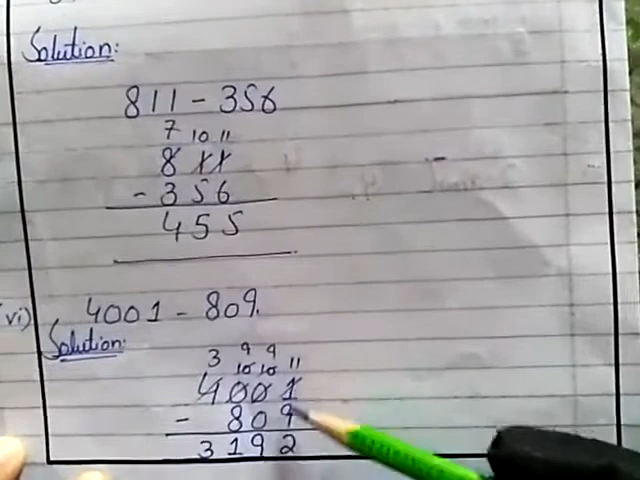 Solution:
811 - 356
7 10 11
8 1 1
- 3 5 6
4 5 5
(vi) 4001 - 809.
Solution:
9 9
3 10 10 11
4 0 0 1
- 8 0 9
3 1 9 2